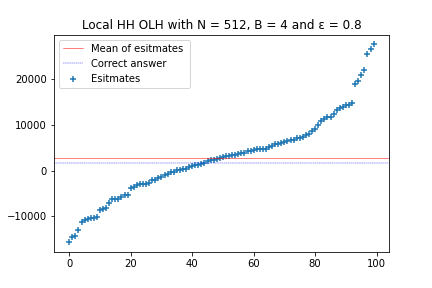 Local HH OLH with N = 512, B = 4 and ε = 0.8
Mean of esitmates
Correct answer
Esitmates
20000
10000
0
−10000
0
20
40
60
80
100